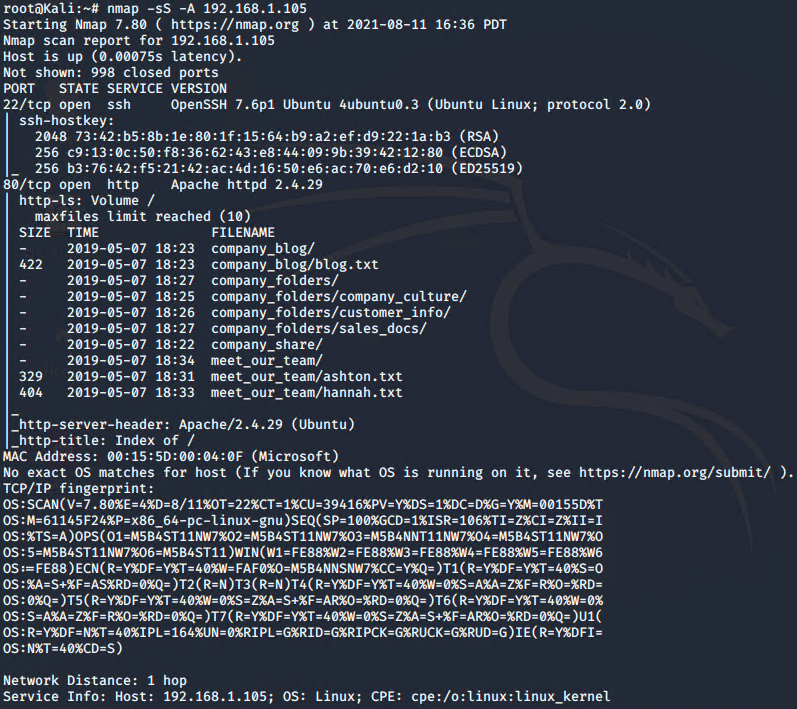 root@Kali:~# nmap -sS -A 192.168.1.105
Starting Nmap 7.80 ( https://nmap.org ) at 2021-08-11 16:36 PDT
Nmap scan report for 192.168.1.105
Host is up (0.00075s latency).
Not shown: 998 closed ports
PORT   STATE SERVICE VERSION
22/tcp open  ssh     OpenSSH 7.6p1 Ubuntu 4ubuntu0.3 (Ubuntu Linux; protocol 2.0)
| ssh-hostkey:
|   2048 73:42:b5:8b:1e:80:1f:15:64:b9:a2:ef:d9:22:1a:b3 (RSA)
|   256 c9:13:0c:50:f8:36:62:43:e8:44:09:9b:39:42:12:80 (ECDSA)
|_  256 b3:76:42:f5:21:42:ac:4d:16:50:e6:ac:70:e6:d2:10 (ED25519)
80/tcp open  http    Apache httpd 2.4.29
| http-ls: Volume /
|   maxfiles limit reached (10)
| SIZE  TIME              FILENAME
| -     2019-05-07 18:23  company_blog/
| 422   2019-05-07 18:23  company_blog/blog.txt
| -     2019-05-07 18:27  company_folders/
| -     2019-05-07 18:25  company_folders/company_culture/
| -     2019-05-07 18:26  company_folders/customer_info/
| -     2019-05-07 18:27  company_folders/sales_docs/
| -     2019-05-07 18:22  company_share/
| -     2019-05-07 18:34  meet_our_team/
| 329   2019-05-07 18:31  meet_our_team/ashton.txt
| 404   2019-05-07 18:33  meet_our_team/hannah.txt
|_
|_http-server-header: Apache/2.4.29 (Ubuntu)
|_http-title: Index of /
MAC Address: 00:15:5D:00:04:0F (Microsoft)
No exact OS matches for host (If you know what OS is running on it, see https://nmap.org/submit/ ).
TCP/IP fingerprint:
OS:SCAN(V=7.80%E=4%D=8/11%OT=22%CT=1%CU=39416%PV=Y%DS=1%DC=D%G=Y%M=00155D%T
OS:M=61145F24%P=x86_64-pc-linux-gnu)SEQ(SP=100%GCD=1%ISR=106%TI=Z%CI=Z%II=I
OS:%TS=A)OPS(O1=M5B4ST11NW7%O2=M5B4ST11NW7%O3=M5B4NNT11NW7%O4=M5B4ST11NW7%O
OS:5=M5B4ST11NW7%O6=M5B4ST11)WIN(W1=FE88%W2=FE88%W3=FE88%W4=FE88%W5=FE88%W6
OS:=FE88)ECN(R=Y%DF=Y%T=40%W=FAF0%O=M5B4NNSNW7%CC=Y%Q=)T1(R=Y%DF=Y%T=40%S=O
OS:%A=S+%F=AS%RD=0%Q=)T2(R=N)T3(R=N)T4(R=Y%DF=Y%T=40%W=0%S=A%A=Z%F=R%O=%RD=
OS:0%Q=)T5(R=Y%DF=Y%T=40%W=0%S=Z%A=S+%F=AR%O=%RD=0%Q=)T6(R=Y%DF=Y%T=40%W=0%
OS:S=A%A=Z%F=R%O=%RD=0%Q=)T7(R=Y%DF=Y%T=40%W=0%S=Z%A=S+%F=AR%O=%RD=0%Q=)U1(
OS:R=Y%DF=N%T=40%IPL=164%UN=0%RIPL=G%RID=G%RIPCK=G%RUCK=G%RUD=G)IE(R=Y%DFI=
OS:N%T=40%CD=S)
Network Distance: 1 hop
Service Info: Host: 192.168.1.105; OS: Linux; CPE: cpe:/o:linux:linux_kernel